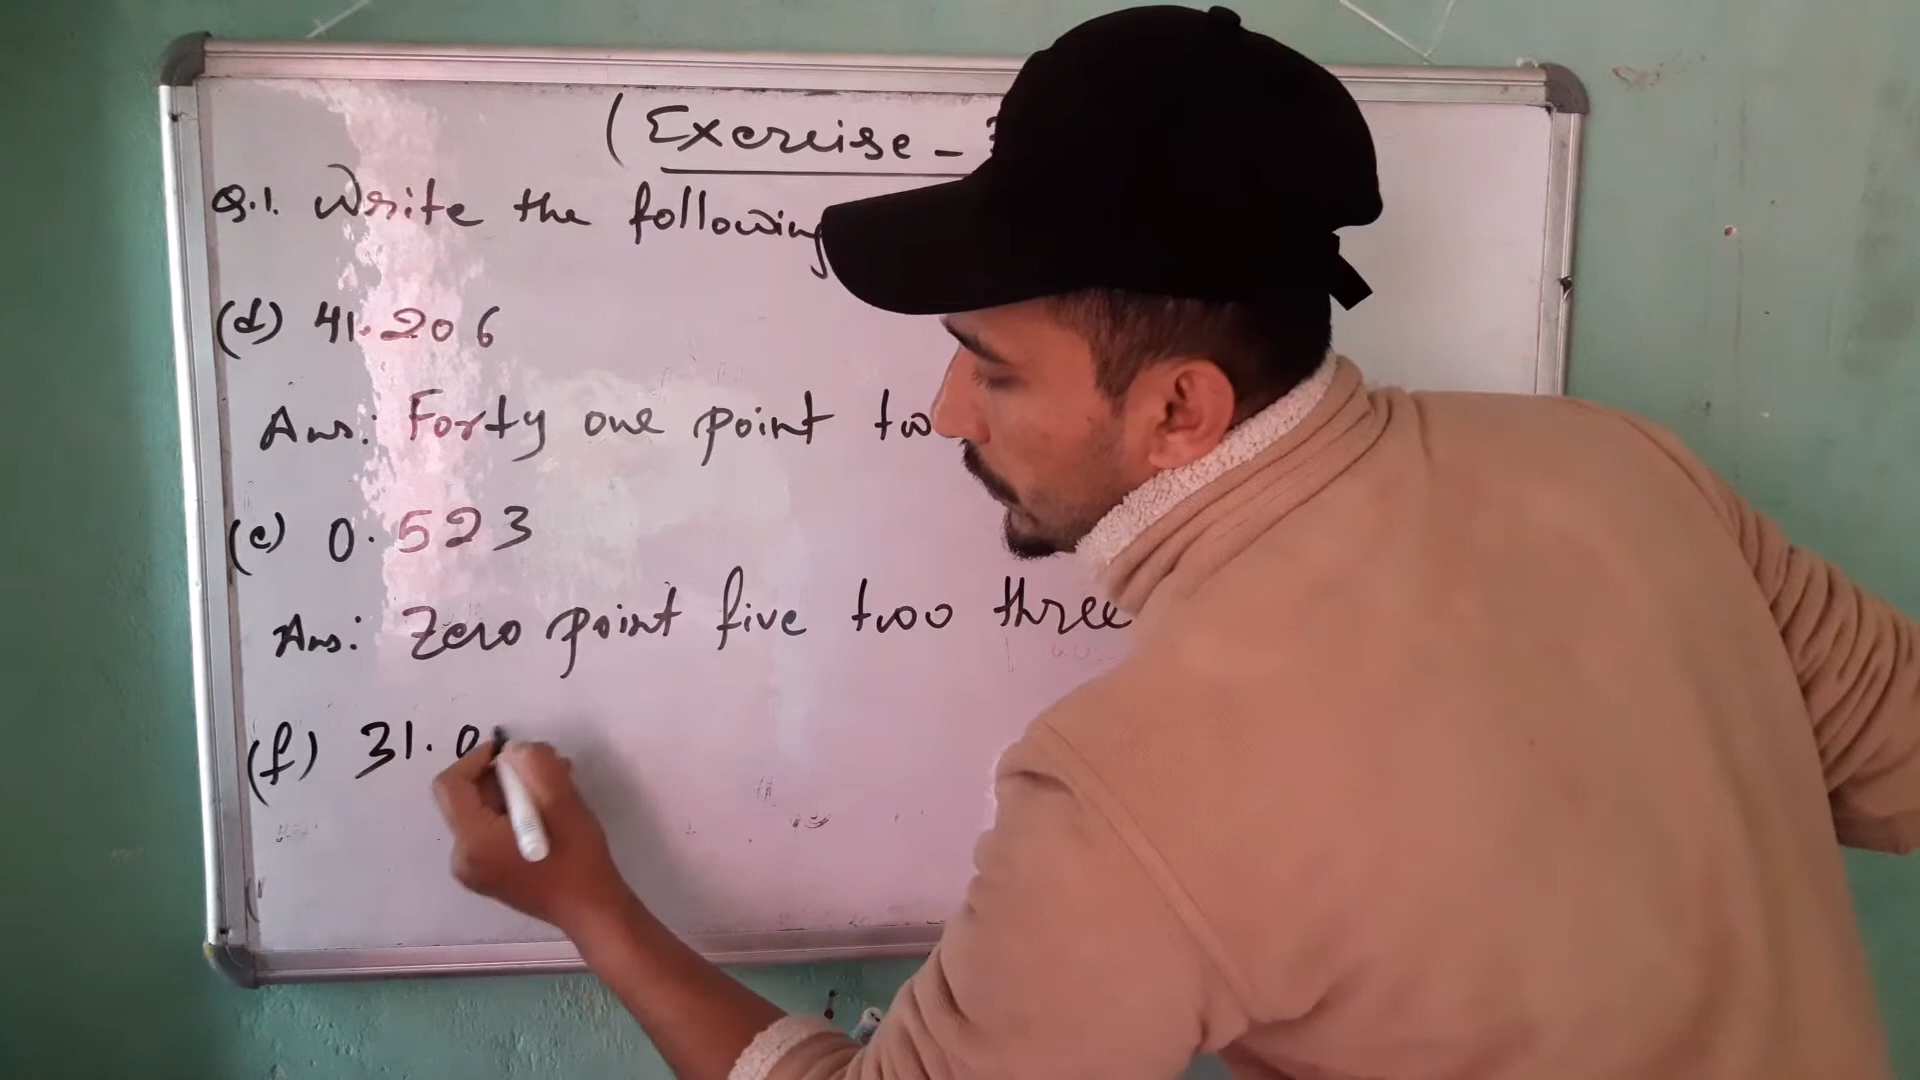 (Exercise -
Q.1. Write the following
(d) 41.206
Ans: Forty one point
(e) 0.523
Ans: Zero point five two three
(f) 31.0